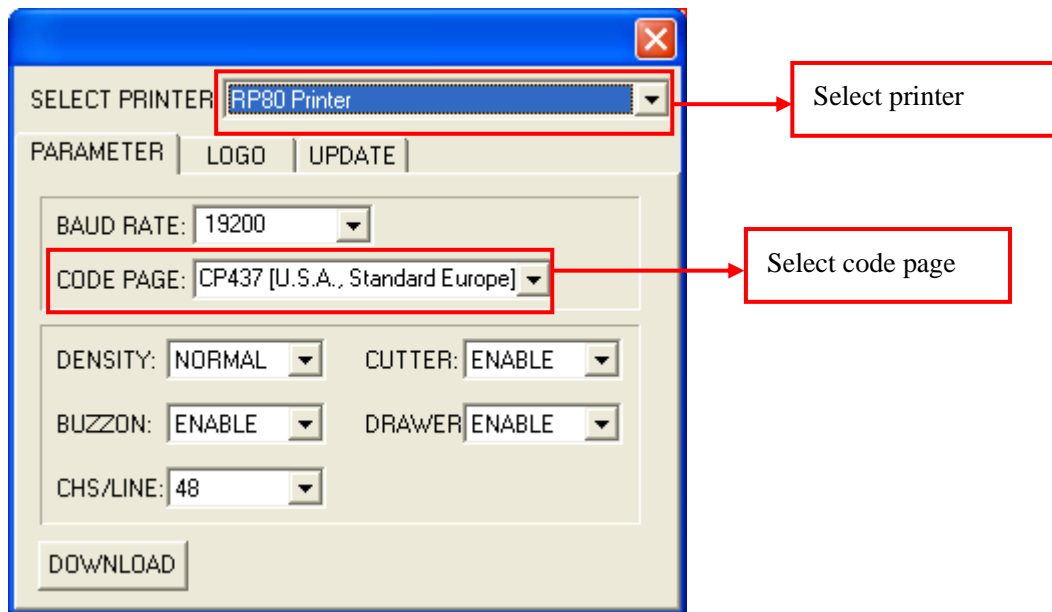 SELECT PRINTER RP80 Printer
Select printer
PARAMETER LOGO UPDATE
BAUD RATE: 19200
CODE PAGE: CP437 [U.S.A., Standard Europe]
Select code page
DENSITY: NORMAL CUTTER: ENABLE
BUZZON: ENABLE DRAWER ENABLE
CHS/LINE: 48
DOWNLOAD